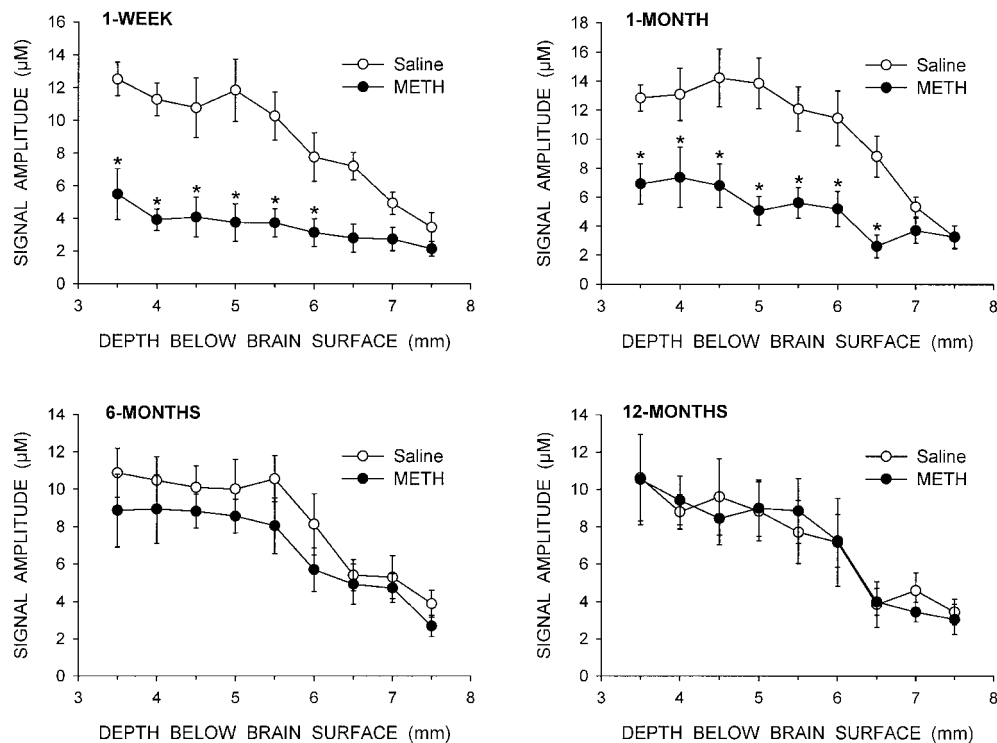 1-WEEK
16
14
12
10
8
6
4
2
0
SIGNAL AMPLITUDE (µM)
Saline
METH
* * * * * *
3 4 5 6 7 8
DEPTH BELOW BRAIN SURFACE (mm)
1-MONTH
18
16
14
12
10
8
6
4
2
0
SIGNAL AMPLITUDE (µM)
Saline
METH
* * * * * * *
3 4 5 6 7 8
DEPTH BELOW BRAIN SURFACE (mm)
6-MONTHS
14
12
10
8
6
4
2
0
SIGNAL AMPLITUDE (µM)
Saline
METH
3 4 5 6 7 8
DEPTH BELOW BRAIN SURFACE (mm)
12-MONTHS
14
12
10
8
6
4
2
0
SIGNAL AMPLITUDE (µM)
Saline
METH
3 4 5 6 7 8
DEPTH BELOW BRAIN SURFACE (mm)